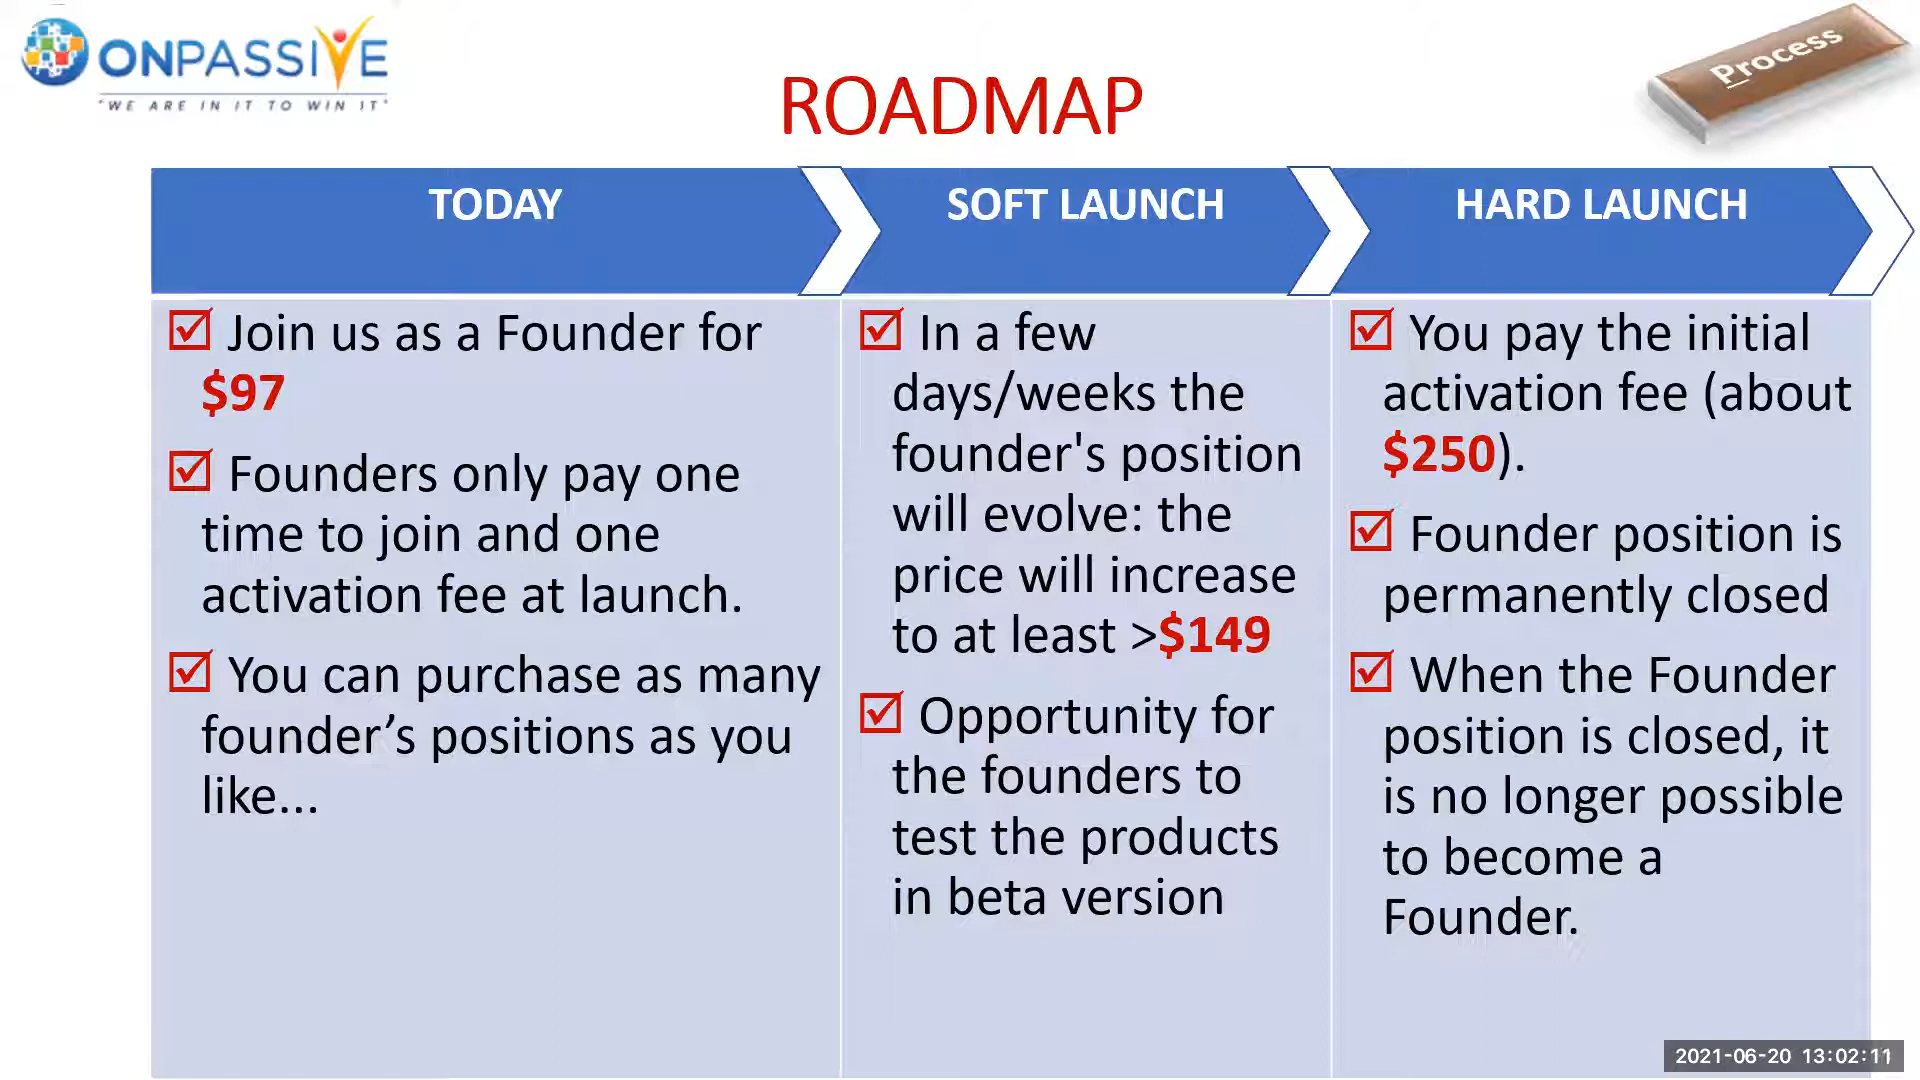 ONPASSIVE
"WE ARE IN IT TO WIN IT"
Process
ROADMAP
TODAY
SOFT LAUNCH
HARD LAUNCH
☑ Join us as a Founder for
$97
☑ Founders only pay one
time to join and one
activation fee at launch.
☑ You can purchase as many
founder’s positions as you
like...
☑ In a few
days/weeks the
founder's position
will evolve: the
price will increase
to at least >$149
☑ Opportunity for
the founders to
test the products
in beta version
☑ You pay the initial
activation fee (about
$250).
☑ Founder position is
permanently closed
☑ When the Founder
position is closed, it
is no longer possible
to become a
Founder.
2021-06-20 13:02:11